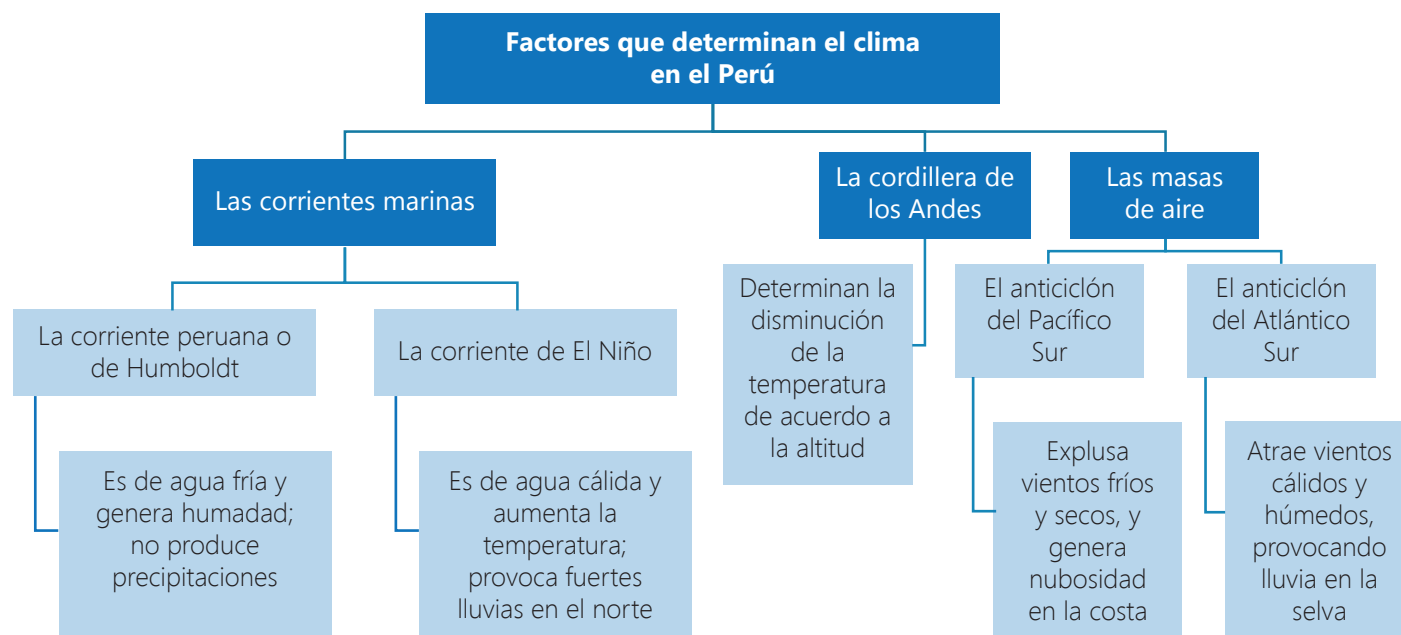 Factores que determinan el clima
en el Perú
Las corrientes marinas
La cordillera de
los Andes
Las masas
de aire
La corriente peruana o
de Humboldt
La corriente de El Niño
Determinan la
disminución
de la
temperatura
de acuerdo a
la altitud
El anticiclón
del Pacífico
Sur
El anticiclón
del Atlántico
Sur
Es de agua fría y
genera humadad;
no produce
precipitaciones
Es de agua cálida y
aumenta la
temperatura;
provoca fuertes
lluvias en el norte
Explusa
vientos fríos
y secos, y
genera
nubosidad
en la costa
Atrae vientos
cálidos y
húmedos,
provocando
lluvia en la
selva